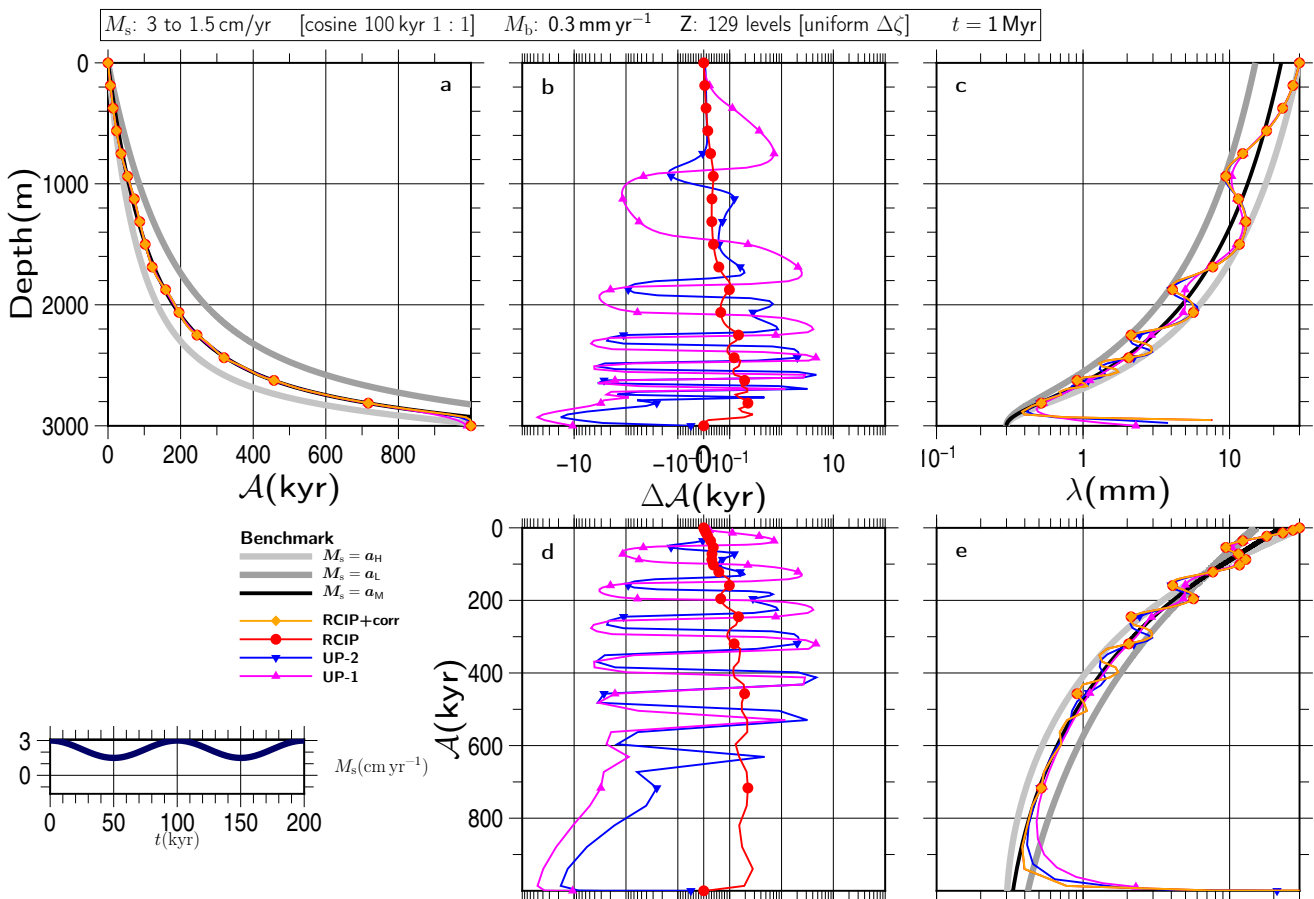 Ms: 3 to 1.5 cm/yr [cosine 100 kyr 1 : 1] Mb: 0.3 mm yr−1 Z: 129 levels [uniform Δζ] t = 1 Myr
a b c
0
1000
2000
3000
Depth(m)
0 200 400 600 800
𝒜(kyr)
−10 −10−1 0 10−1 10
Δ𝒜(kyr)
10−1 1 10
λ(mm)
Benchmark
Ms = aH
Ms = aL
Ms = aM
RCIP+corr
RCIP
UP-2
UP-1
d e
0
200
400
600
800
𝒜(kyr)
3
0
Ms(cm yr−1)
0 50 100 150 200
t(kyr)